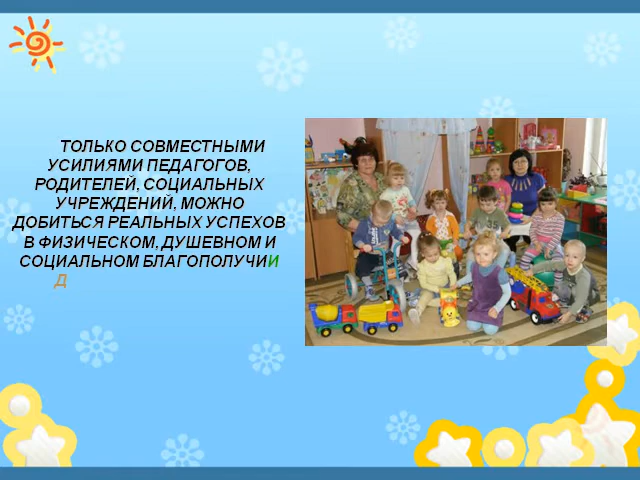 ТОЛЬКО СОВМЕСТНЫМИ
УСИЛИЯМИ ПЕДАГОГОВ,
РОДИТЕЛЕЙ, СОЦИАЛЬНЫХ
УЧРЕЖДЕНИЙ, МОЖНО
ДОБИТЬСЯ РЕАЛЬНЫХ УСПЕХОВ
В ФИЗИЧЕСКОМ, ДУШЕВНОМ И
СОЦИАЛЬНОМ БЛАГОПОЛУЧИИ
Д